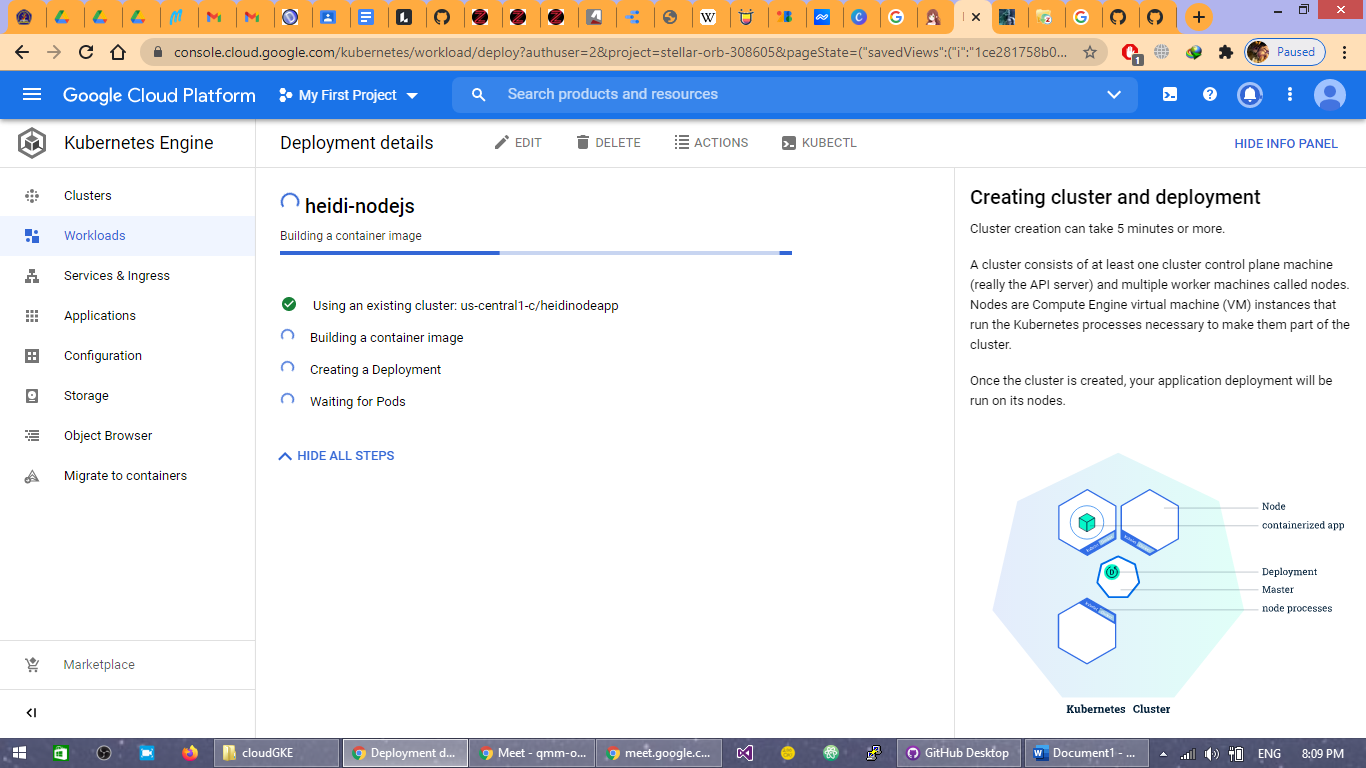 console.cloud.google.com/kubernetes/workload/deploy?authuser=2&project=stellar-orb-308605&pageState=("savedViews":("i":"1ce281758b0...
1
Paused
Google Cloud Platform
My First Project
Search products and resources
Kubernetes Engine
Deployment details
EDIT
DELETE
ACTIONS
KUBECTL
HIDE INFO PANEL
Clusters
Workloads
Services & Ingress
Applications
Configuration
Storage
Object Browser
Migrate to containers
Marketplace
heidi-nodejs
Building a container image
Using an existing cluster: us-central1-c/heidinodeapp
Building a container image
Creating a Deployment
Waiting for Pods
HIDE ALL STEPS
Creating cluster and deployment
Cluster creation can take 5 minutes or more.
A cluster consists of at least one cluster control plane machine
(really the API server) and multiple worker machines called nodes.
Nodes are Compute Engine virtual machine (VM) instances that
run the Kubernetes processes necessary to make them part of the
cluster.
Once the cluster is created, your application deployment will be
run on its nodes.
Node
containerized app
Deployment
Master
node processes
Kubernetes Cluster
cloudGKE
Deployment d...
Meet - qmm-o...
meet.google.c...
GitHub Desktop
Document1 - ...
ENG
8:09 PM